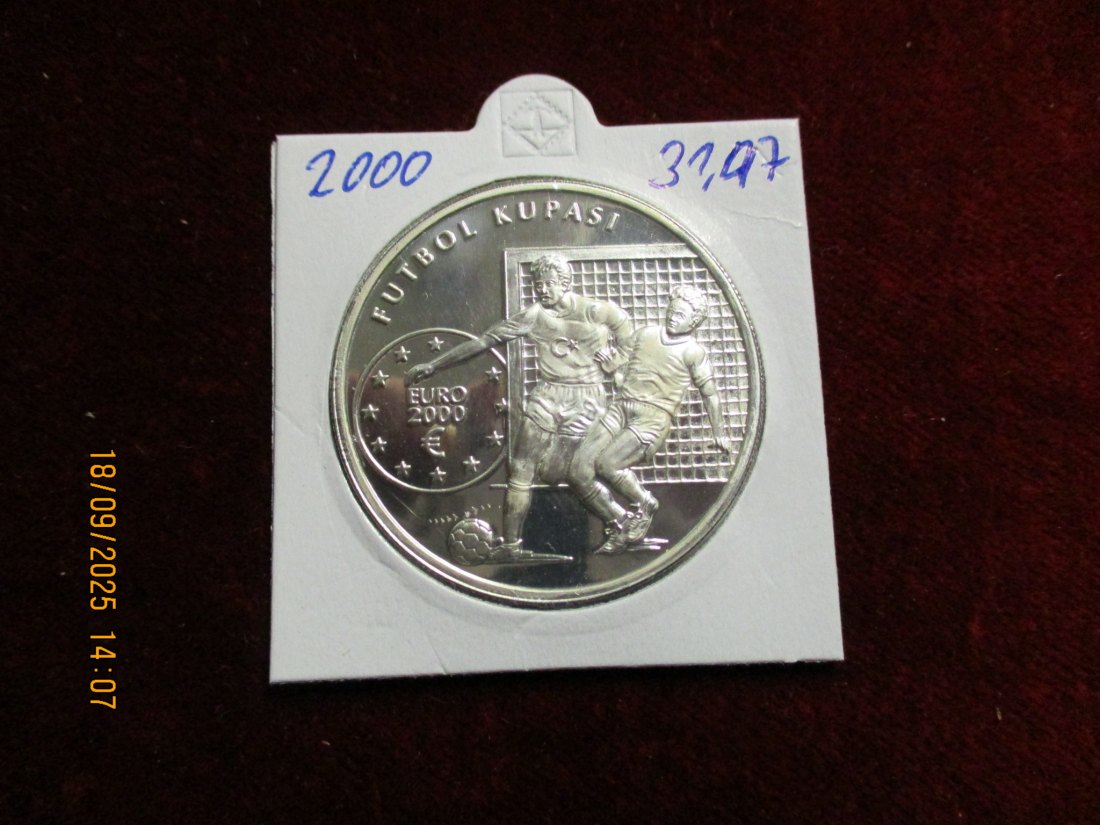 2000
31,47
FUTBOL KUPASI
EURO
2000
€
18/09/2025 14:07